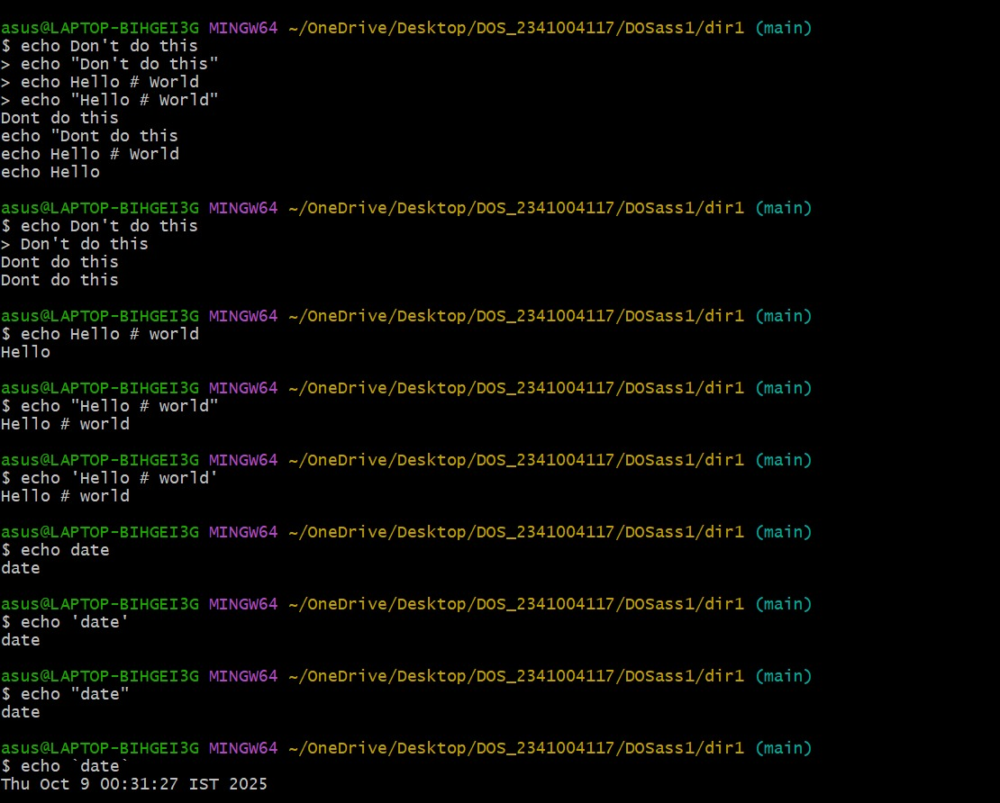 asus@LAPTOP-BIHGEI3G MINGW64 ~/OneDrive/Desktop/DOS_2341004117/DOSass1/dir1 (main)
$ echo Don't do this
> echo "Don't do this"
> echo Hello # World
> echo "Hello # World"
Dont do this
echo "Dont do this
echo Hello # World
echo Hello
asus@LAPTOP-BIHGEI3G MINGW64 ~/OneDrive/Desktop/DOS_2341004117/DOSass1/dir1 (main)
$ echo Don't do this
> Don't do this
Dont do this
Dont do this
asus@LAPTOP-BIHGEI3G MINGW64 ~/OneDrive/Desktop/DOS_2341004117/DOSass1/dir1 (main)
$ echo Hello # world
Hello
asus@LAPTOP-BIHGEI3G MINGW64 ~/OneDrive/Desktop/DOS_2341004117/DOSass1/dir1 (main)
$ echo "Hello # world"
Hello # world
asus@LAPTOP-BIHGEI3G MINGW64 ~/OneDrive/Desktop/DOS_2341004117/DOSass1/dir1 (main)
$ echo 'Hello # world'
Hello # world
asus@LAPTOP-BIHGEI3G MINGW64 ~/OneDrive/Desktop/DOS_2341004117/DOSass1/dir1 (main)
$ echo date
date
asus@LAPTOP-BIHGEI3G MINGW64 ~/OneDrive/Desktop/DOS_2341004117/DOSass1/dir1 (main)
$ echo 'date'
date
asus@LAPTOP-BIHGEI3G MINGW64 ~/OneDrive/Desktop/DOS_2341004117/DOSass1/dir1 (main)
$ echo "date"
date
asus@LAPTOP-BIHGEI3G MINGW64 ~/OneDrive/Desktop/DOS_2341004117/DOSass1/dir1 (main)
$ echo `date`
Thu Oct 9 00:31:27 IST 2025